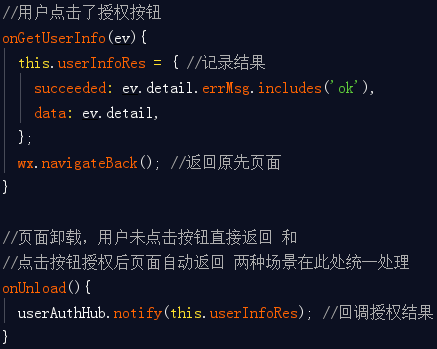 //用户点击了授权按钮
onGetUserInfo(ev){
  this.userInfoRes = { //记录结果
    succeeded: ev.detail.errMsg.includes('ok'),
    data: ev.detail,
  };
  wx.navigateBack(); //返回原先页面
}

//页面卸载，用户未点击按钮直接返回 和
//点击按钮授权后页面自动返回 两种场景在此处统一处理
onUnload(){
  userAuthHub.notify(this.userInfoRes); //回调授权结果
}